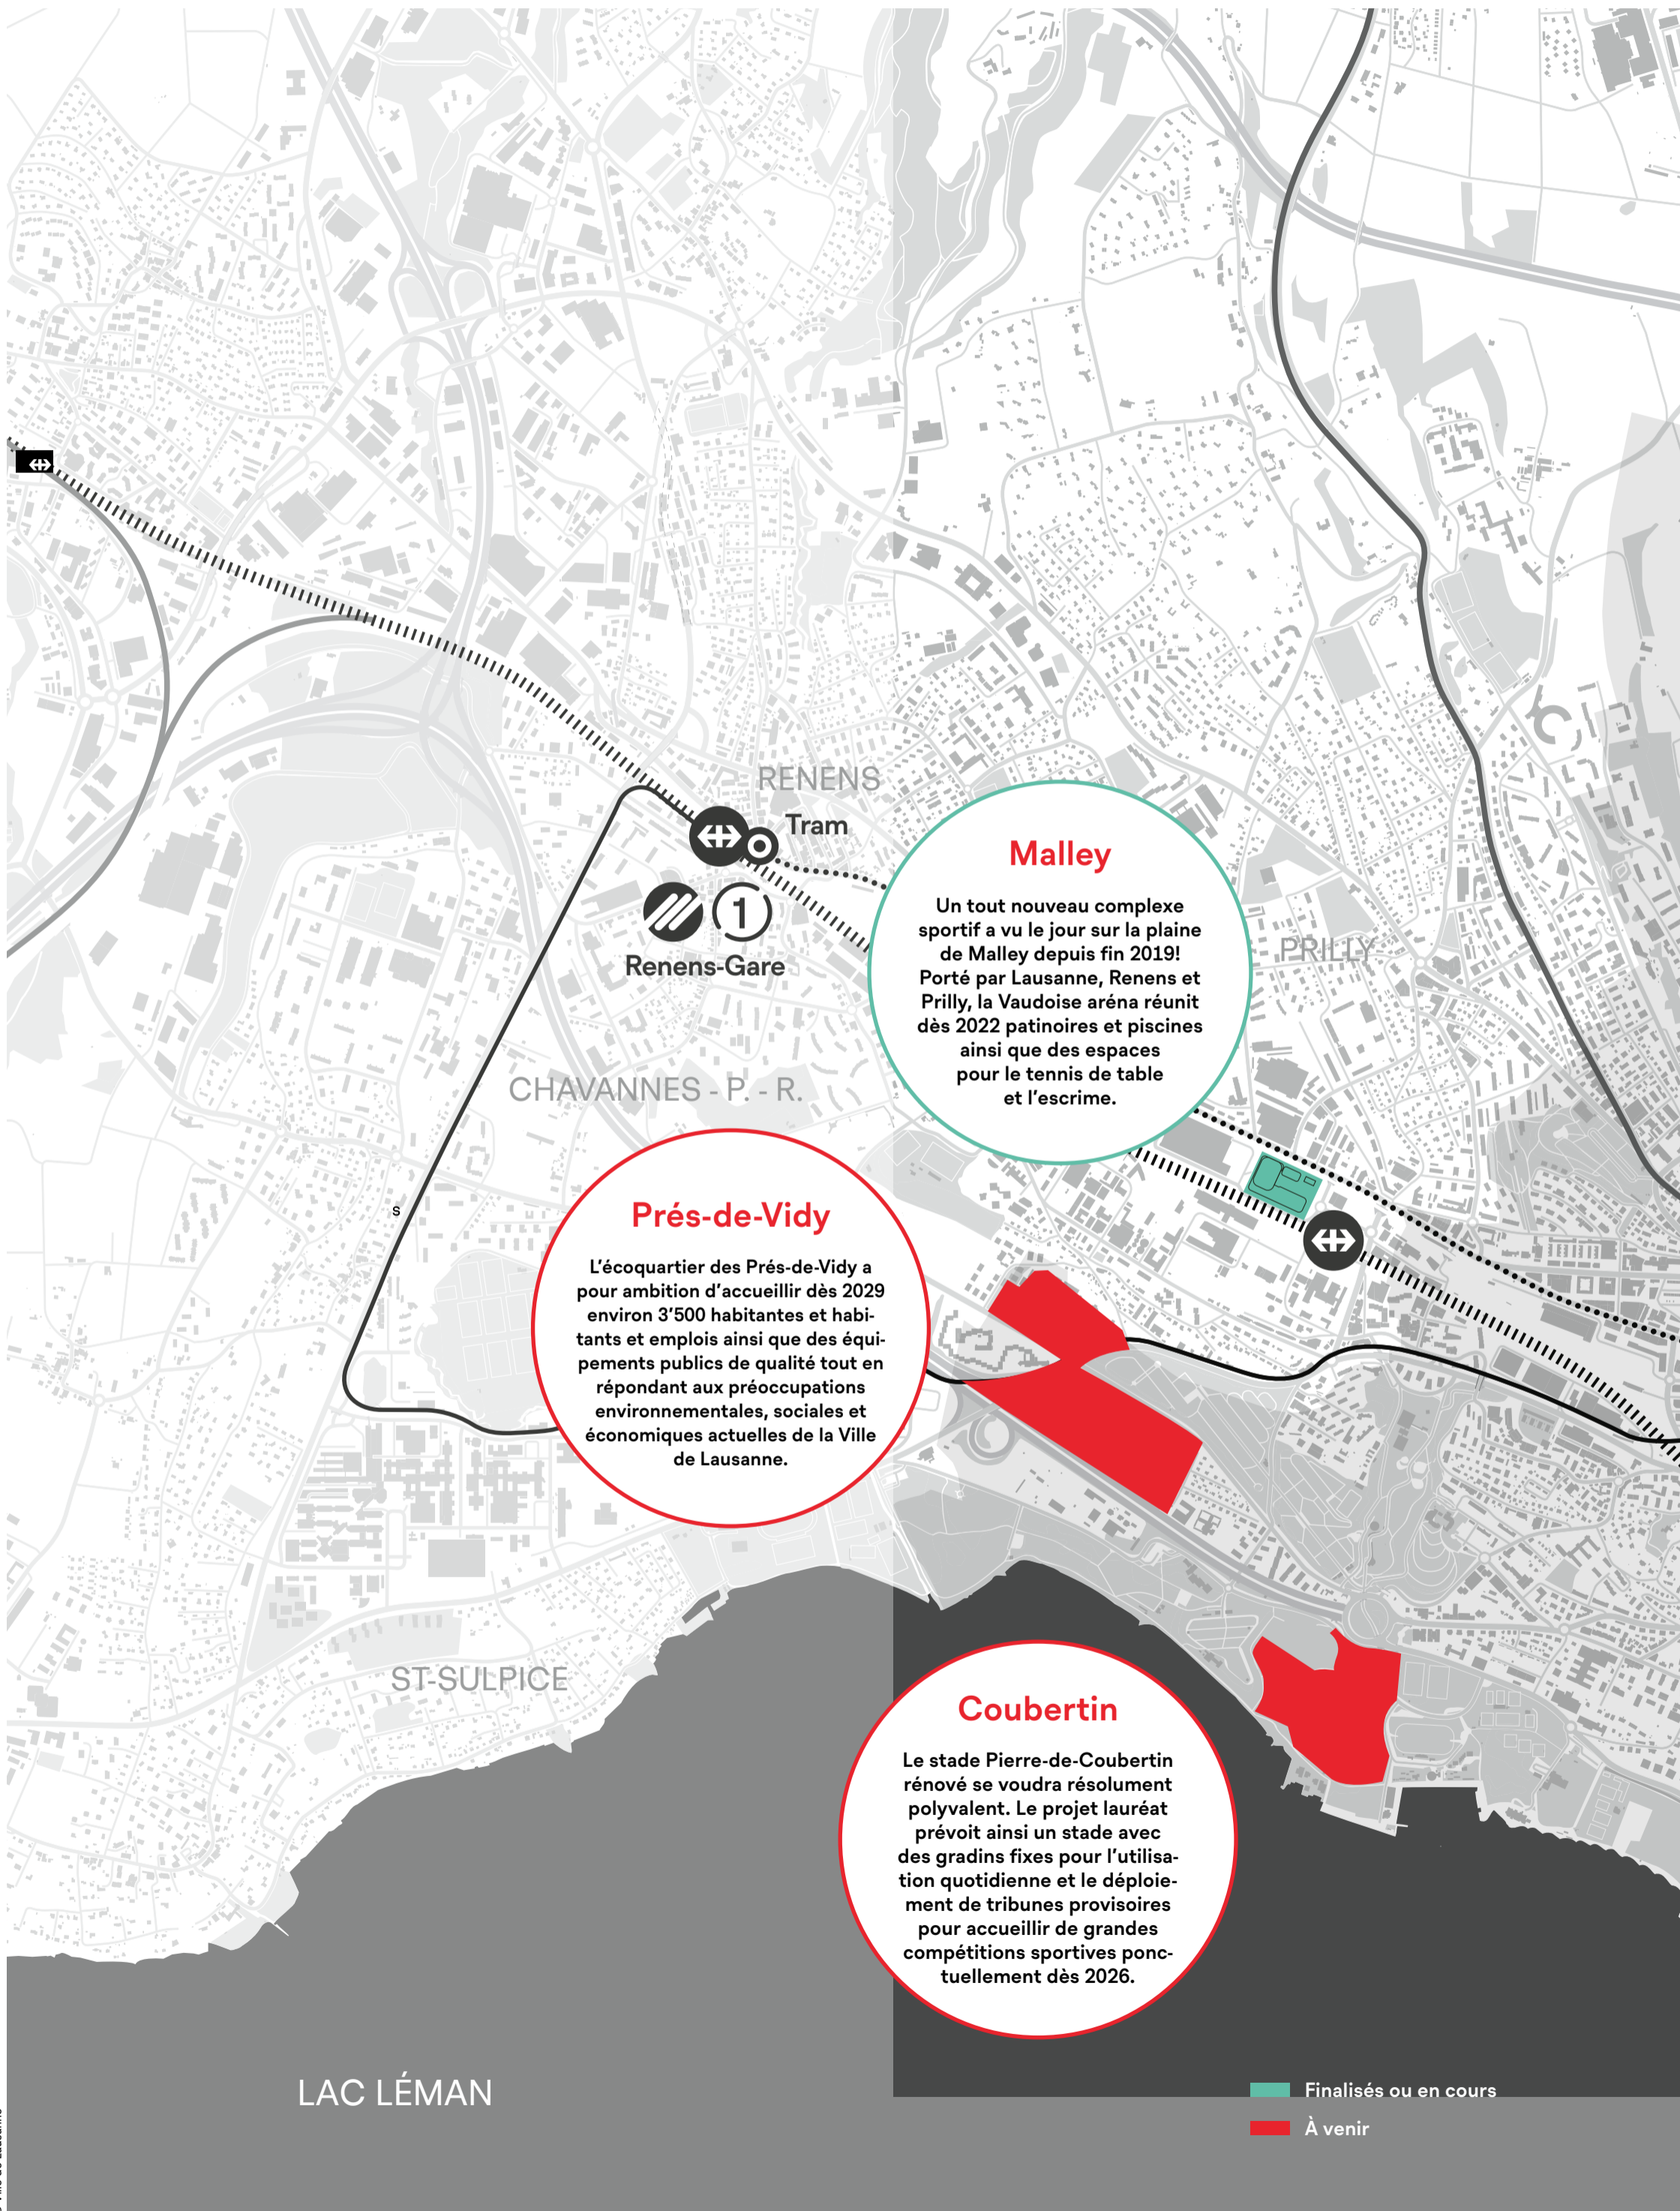 RENENS
Tram
1
Renens-Gare
Malley
Un tout nouveau complexe
sportif a vu le jour sur la plaine
de Malley depuis fin 2019!
Porté par Lausanne, Renens et
Prilly, la Vaudoise aréna réunit
dès 2022 patinoires et piscines
ainsi que des espaces
pour le tennis de table
et l'escrime.
PRILLY
CHAVANNES - P. - R.
S
Prés-de-Vidy
L'écoquartier des Prés-de-Vidy a
pour ambition d'accueillir dès 2029
environ 3'500 habitantes et habi-
tants et emplois ainsi que des équi-
pements publics de qualité tout en
répondant aux préoccupations
environnementales, sociales et
économiques actuelles de la Ville
de Lausanne.
ST-SULPICE
Coubertin
Le stade Pierre-de-Coubertin
rénové se voudra résolument
polyvalent. Le projet lauréat
prévoit ainsi un stade avec
des gradins fixes pour l'utilisa-
tion quotidienne et le déploie-
ment de tribunes provisoires
pour accueillir de grandes
compétitions sportives ponc-
tuellement dès 2026.
LAC LÉMAN
Finalisés ou en cours
À venir